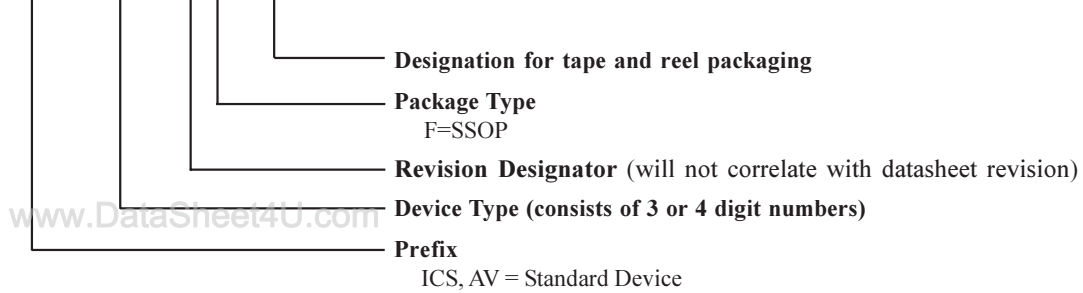 Designation for tape and reel packaging
Package Type
F=SSOP
Revision Designator (will not correlate with datasheet revision)
www.DataSheet4U.com
Device Type (consists of 3 or 4 digit numbers)
Prefix
ICS, AV = Standard Device